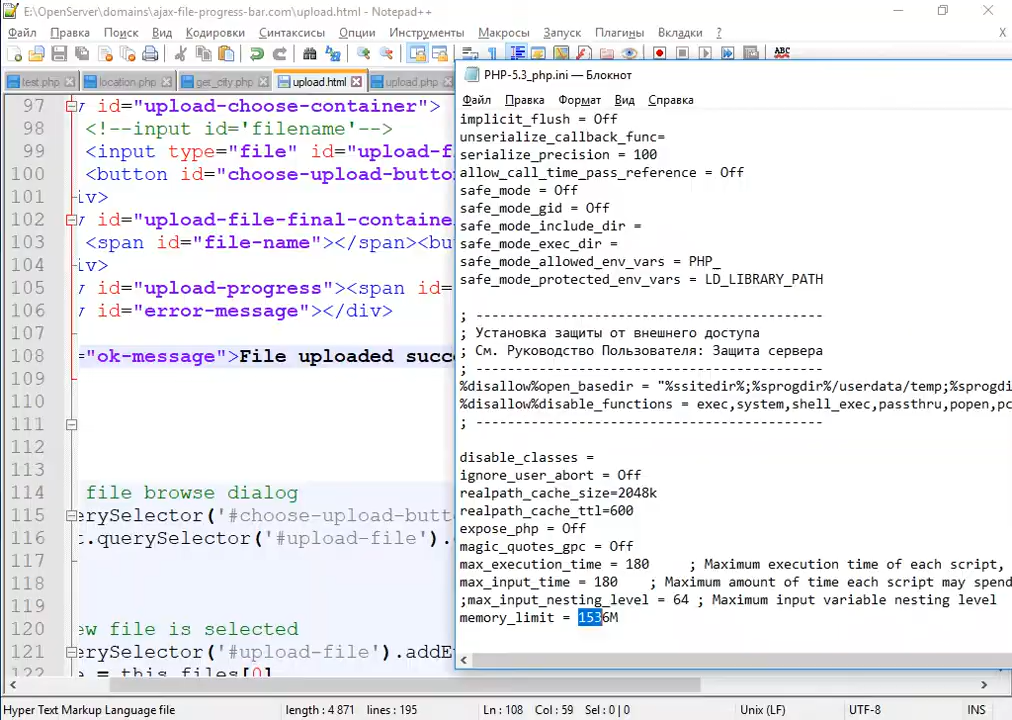 E:\OpenServer\domains\ajax-file-progress-bar.com\upload.html - Notepad++
Файл Правка Поиск Вид Кодировки Синтаксисы Опции Инструменты Макросы Запуск Плагины Вкладки ? X
ABC
test.php location.php get_city.php upload.html upload.php
97 id="upload-choose-container">
98 <!--input id='filename'-->
99 <input type="file" id="upload-f
100 <button id="choose-upload-butto
101 iv>
102 id="upload-file-final-containe
103 <span id="file-name"></span><bu
104 iv>
105 id="upload-progress"><span id=
106 id="error-message"></div>
107
108 ="ok-message">File uploaded succ
109
110
111
112
113
114 file browse dialog
115 erySelector('#choose-upload-butt
116 t.querySelector('#upload-file').
117
118
119
120 ew file is selected
121 erySelector('#upload-file').addE
122 e = this.files[0]
PHP-5.3_php.ini — Блокнот
Файл Правка Формат Вид Справка
implicit_flush = Off
unserialize_callback_func=
serialize_precision = 100
allow_call_time_pass_reference = Off
safe_mode = Off
safe_mode_gid = Off
safe_mode_include_dir =
safe_mode_exec_dir =
safe_mode_allowed_env_vars = PHP_
safe_mode_protected_env_vars = LD_LIBRARY_PATH
; -----------------------------------------
; Установка защиты от внешнего доступа
; См. Руководство Пользователя: Защита сервера
; -----------------------------------------
%disallow%open_basedir = "%ssitedir%;%sprogdir%/userdata/temp;%sprogdi
%disallow%disable_functions = exec,system,shell_exec,passthru,popen,pc
; -----------------------------------------
disable_classes =
ignore_user_abort = Off
realpath_cache_size=2048k
realpath_cache_ttl=600
expose_php = Off
magic_quotes_gpc = Off
max_execution_time = 180 ; Maximum execution time of each script,
max_input_time = 180 ; Maximum amount of time each script may spend
;max_input_nesting_level = 64 ; Maximum input variable nesting level
memory_limit = 1536M
Hyper Text Markup Language file length : 4 871 lines : 195 Ln : 108 Col : 59 Sel : 0 | 0 Unix (LF) UTF-8 INS